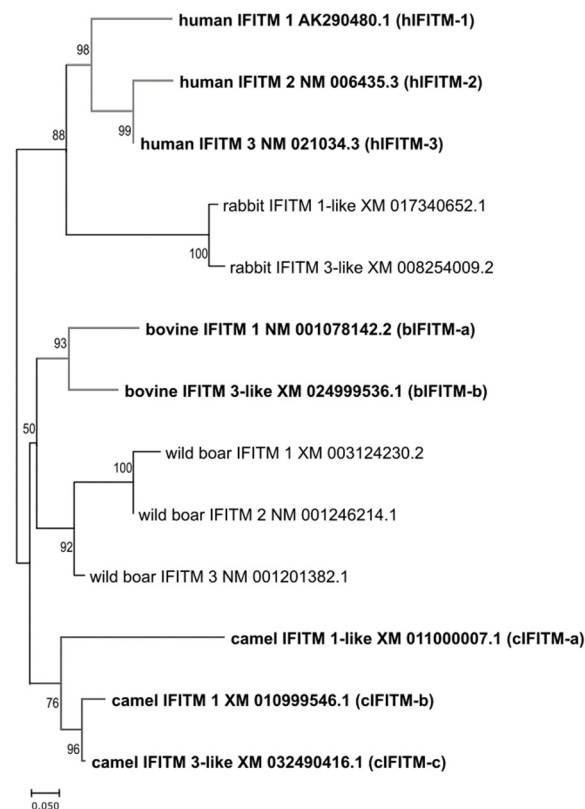 human IFITM 1 AK290480.1 (hIFITM-1)
98
human IFITM 2 NM 006435.3 (hIFITM-2)
99
88
human IFITM 3 NM 021034.3 (hIFITM-3)
rabbit IFITM 1-like XM 017340652.1
100
rabbit IFITM 3-like XM 008254009.2
bovine IFITM 1 NM 001078142.2 (bIFITM-a)
93
bovine IFITM 3-like XM 024999536.1 (bIFITM-b)
50
wild boar IFITM 1 XM 003124230.2
100
wild boar IFITM 2 NM 001246214.1
92
wild boar IFITM 3 NM 001201382.1
camel IFITM 1-like XM 011000007.1 (cIFITM-a)
76
camel IFITM 1 XM 010999546.1 (cIFITM-b)
96
camel IFITM 3-like XM 032490416.1 (cIFITM-c)
0.050